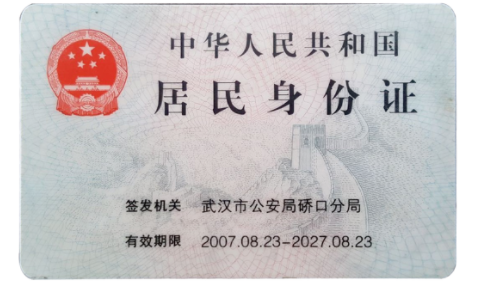 中华人民共和国
居民身份证
签发机关 武汉市公安局硚口分局
有效期限 2007.08.23-2027.08.23